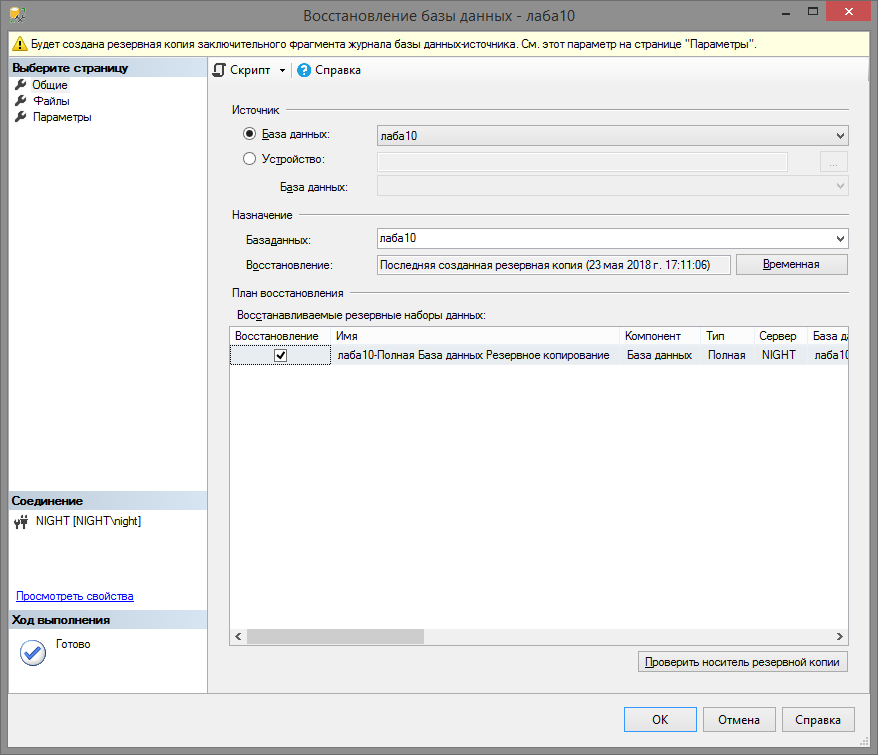 Восстановление базы данных - лаба10
Будет создана резервная копия заключительного фрагмента журнала базы данных-источника. См. этот параметр на странице "Параметры".
Выберите страницу
Общие
Файлы
Параметры
Скрипт
Справка
Источник
База данных:
лаба10
Устройство:
...
База данных:
Назначение
Базаданных:
лаба10
Восстановление:
Последняя созданная резервная копия (23 мая 2018 г. 17:11:06)
Временная
План восстановления
Восстанавливаемые резервные наборы данных:
Восстановление Имя Компонент Тип Сервер База да
лаба10-Полная База данных Резервное копирование База данных Полная NIGHT лаба10
Соединение
NIGHT [NIGHT\night]
Просмотреть свойства
Ход выполнения
Готово
Проверить носитель резервной копии
ОК
Отмена
Справка